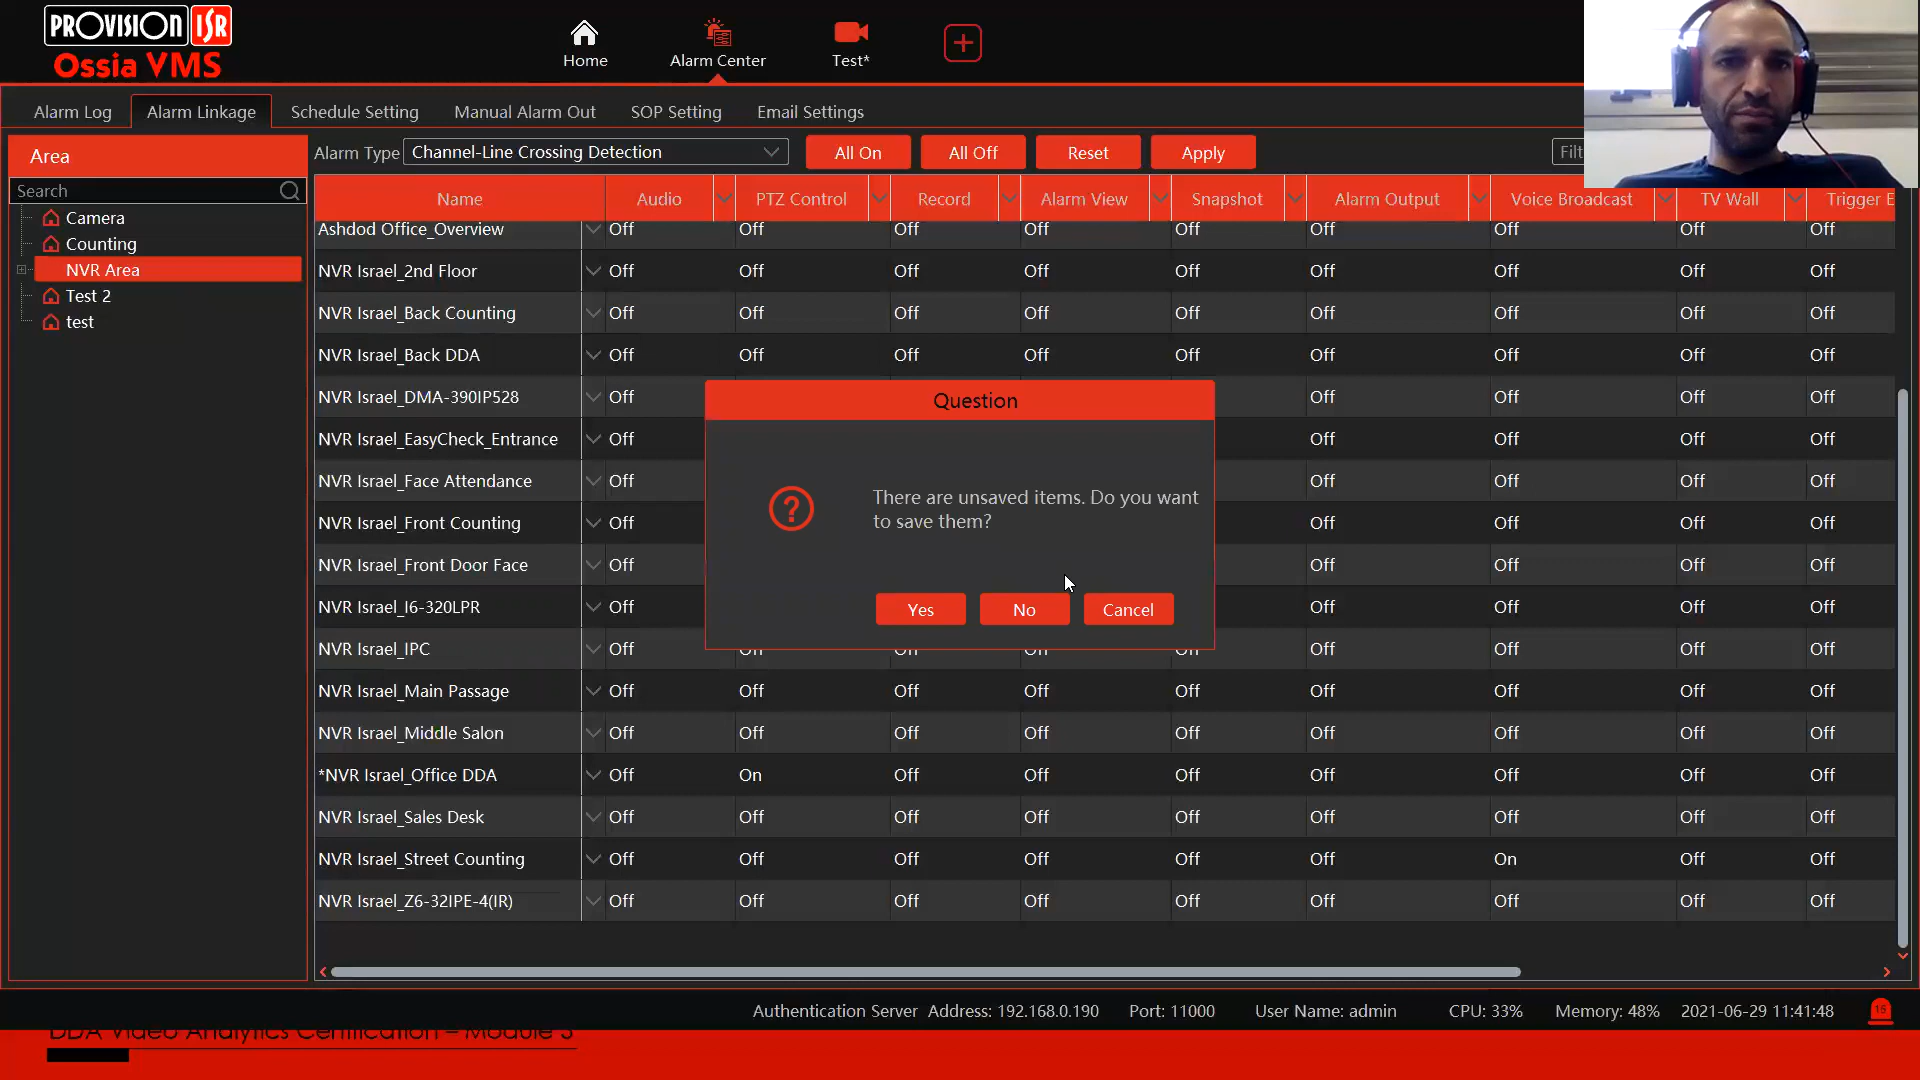 PROVISION ISR
Ossia VMS
Home
Alarm Center
Test*
Alarm Log
Alarm Linkage
Schedule Setting
Manual Alarm Out
SOP Setting
Email Settings
Area
Search
Camera
Counting
NVR Area
Test 2
test
Alarm Type
Channel-Line Crossing Detection
All On
All Off
Reset
Apply
Filt
Name Audio PTZ Control Record Alarm View Snapshot Alarm Output Voice Broadcast TV Wall Trigger E
Ashdod Office_Overview Off Off Off Off Off Off Off Off Off
NVR Israel_2nd Floor Off Off Off Off Off Off Off Off Off
NVR Israel_Back Counting Off Off Off Off Off Off Off Off Off
NVR Israel_Back DDA Off Off Off Off Off Off Off Off Off
NVR Israel_DMA-390IP528 Off Off Off Off Off
NVR Israel_EasyCheck_Entrance Off Off Off Off Off
NVR Israel_Face Attendance Off Off Off Off Off
NVR Israel_Front Counting Off Off Off Off Off
NVR Israel_Front Door Face Off Off Off Off Off
NVR Israel_I6-320LPR Off Off Off Off Off
NVR Israel_IPC Off Off Off Off Off Off Off Off Off
NVR Israel_Main Passage Off Off Off Off Off Off Off Off Off
NVR Israel_Middle Salon Off Off Off Off Off Off Off Off Off
*NVR Israel_Office DDA Off On Off Off Off Off Off Off Off
NVR Israel_Sales Desk Off Off Off Off Off Off Off Off Off
NVR Israel_Street Counting Off Off Off Off Off Off On Off Off
NVR Israel_Z6-32IPE-4(IR) Off Off Off Off Off Off Off Off Off
Question
There are unsaved items. Do you want
to save them?
Yes
No
Cancel
Authentication Server Address: 192.168.0.190 Port: 11000 User Name: admin CPU: 33% Memory: 48% 2021-06-29 11:41:48 15
DDA Video Analytics Certification – Module 3